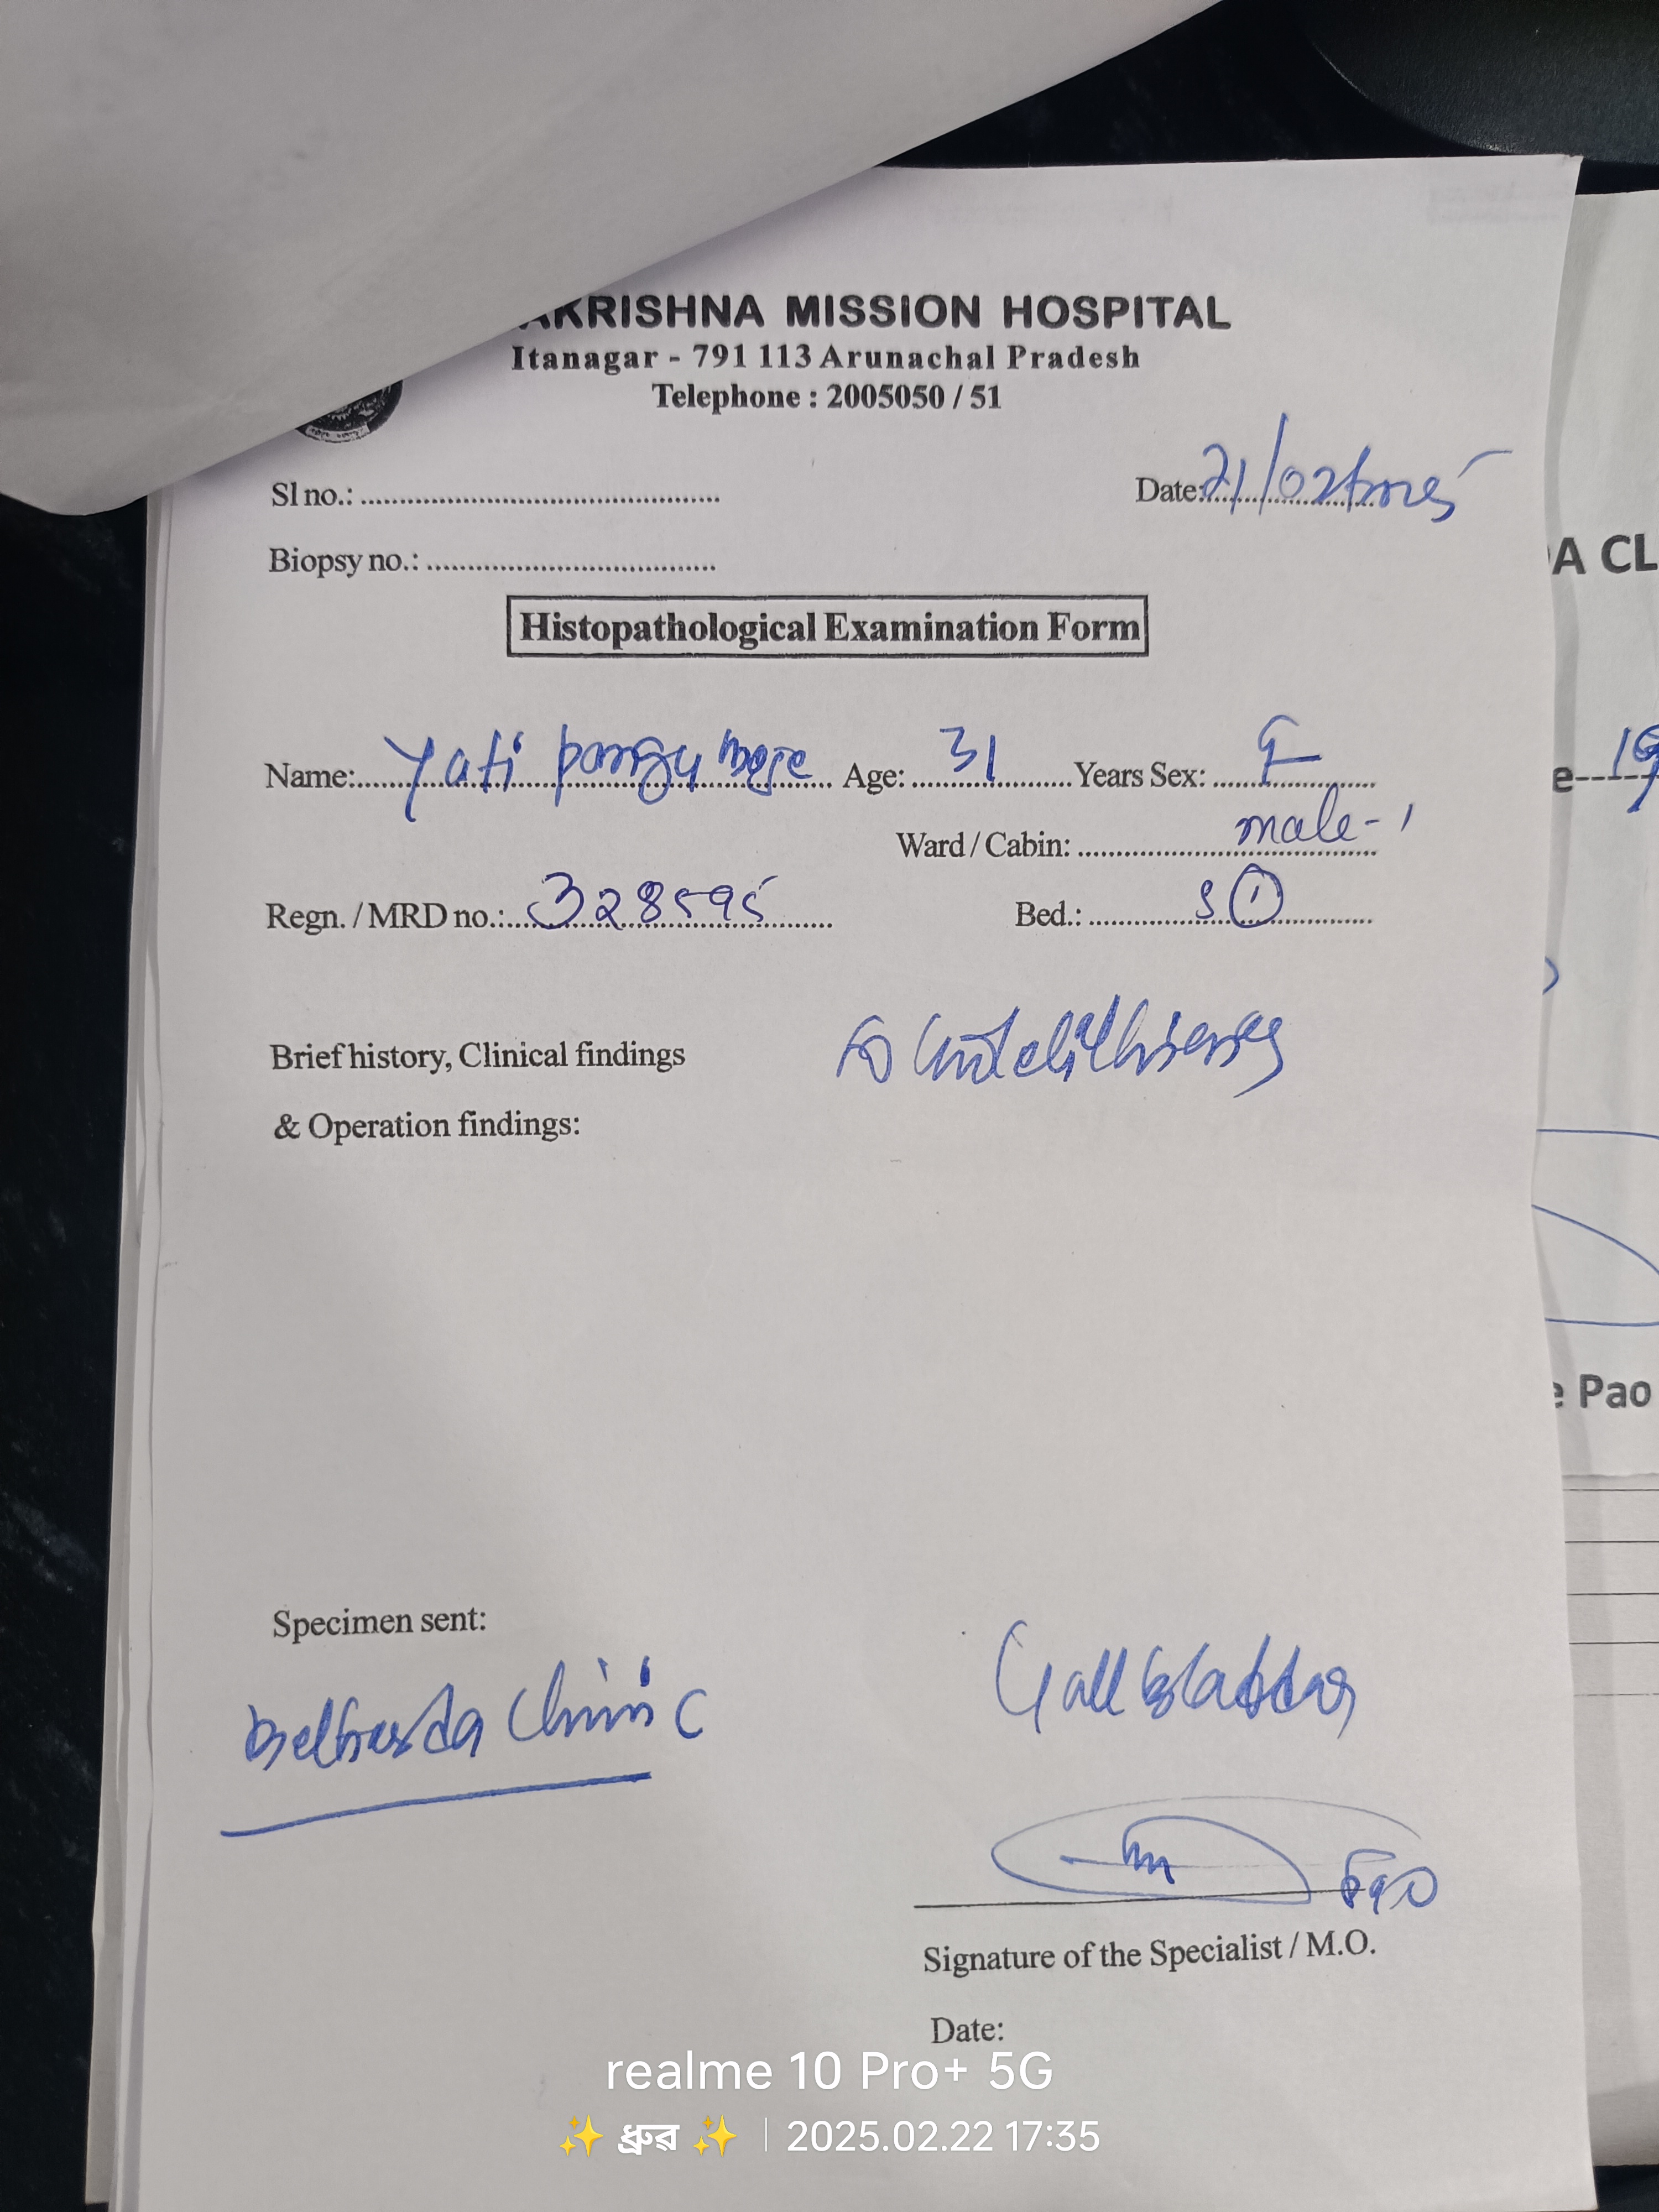 AKRISHNA MISSION HOSPITAL
Itanagar - 791 113 Arunachal Pradesh
Telephone : 2005050 / 51
Sl no.:
Date: 21/02/2025
Biopsy no.:
Histopathological Examination Form
Name: Yati Age: 31 Years Sex: F
Ward / Cabin: male-1
Regn. / MRD no.: 328595
Bed.: S ①
Brief history, Clinical findings
& Operation findings:
Specimen sent:
Gall Bladder
Clinic
Signature of the Specialist / M.O.
Date:
A CL
e 19
e Pao
realme 10 Pro+ 5G
✨ ধ্রুৱ ✨ | 2025.02.22 17:35